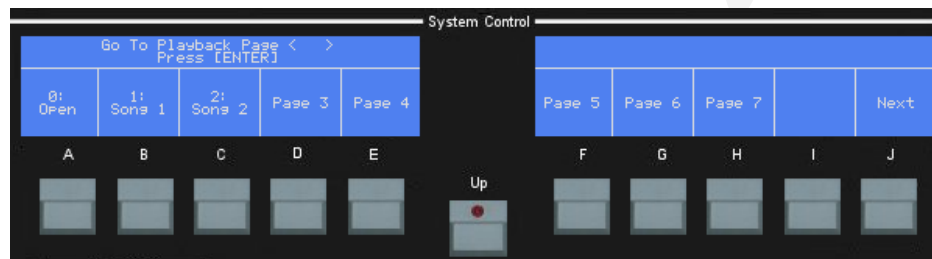 System Control
Go To Playback Page < >
Press [ENTER]
0:
Open
1:
Song 1
2:
Song 2
Page 3
Page 4
Page 5
Page 6
Page 7
Next
A
B
C
D
E
F
G
H
I
J
Up